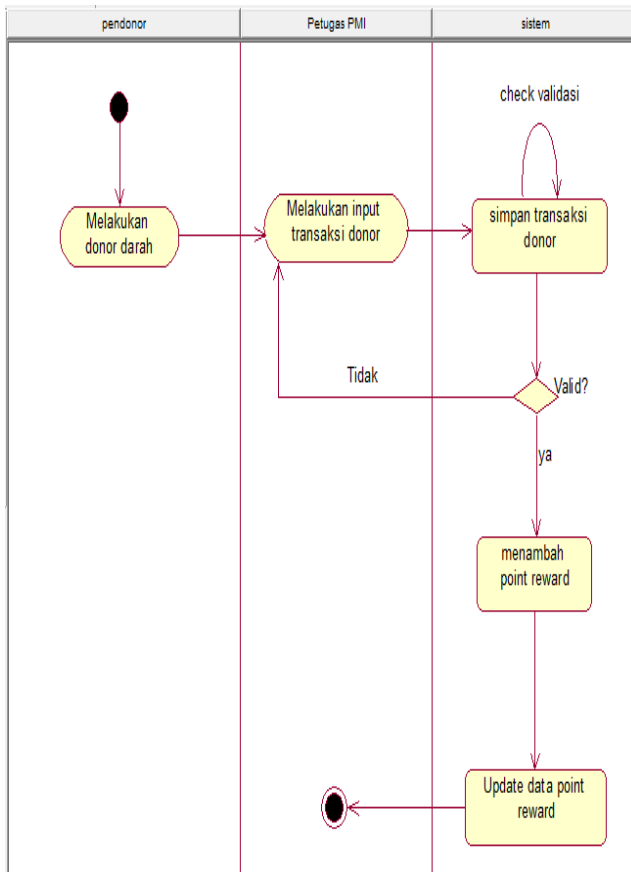 pendonor
Petugas PMI
sistem
check validasi
Melakukan
donor darah
Melakukan input
transaksi donor
simpan transaksi
donor
Tidak
Valid?
ya
menambah
point reward
Update data point
reward